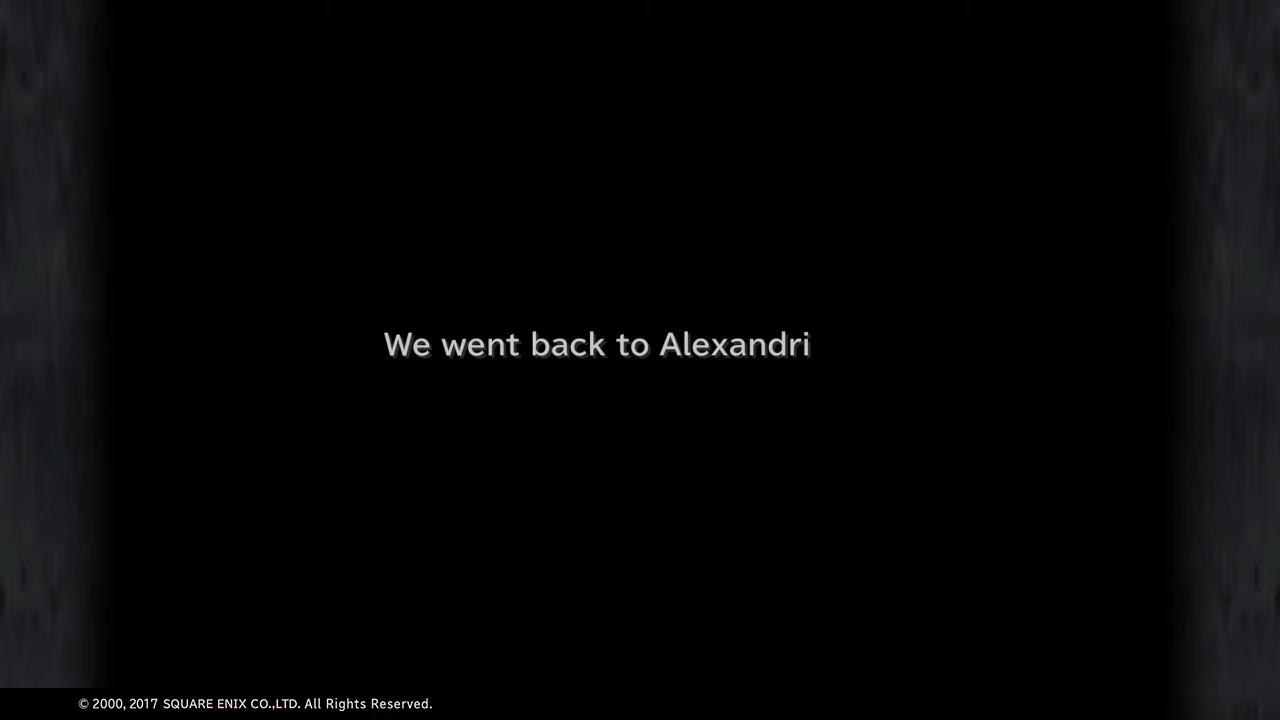 We went back to Alexandri
© 2000, 2017 SQUARE ENIX CO.,LTD. All Rights Reserved.